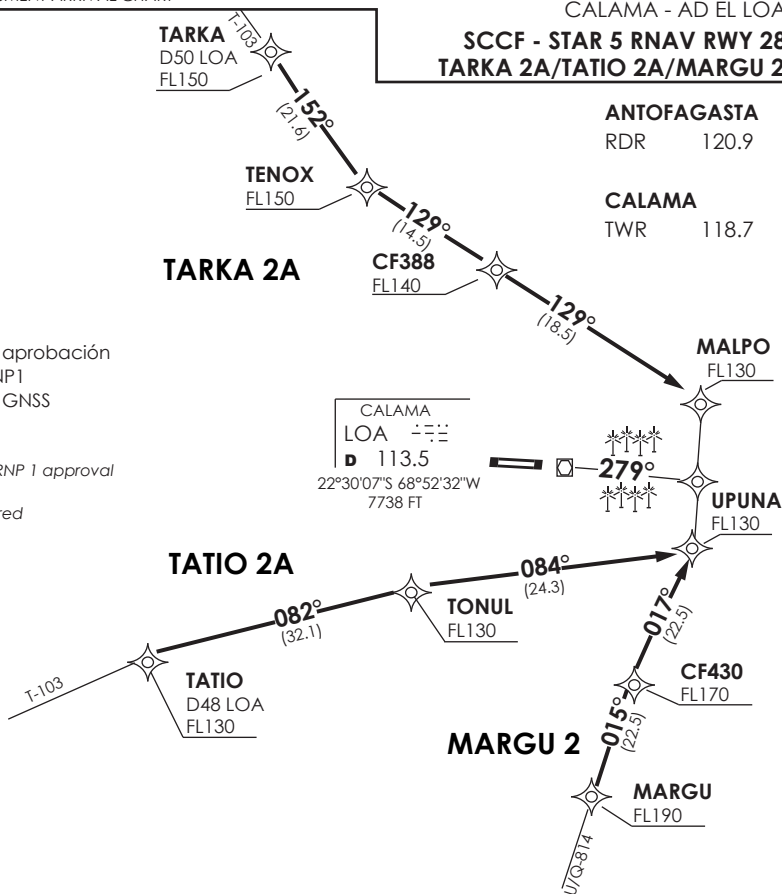 CALAMA - AD EL LOA
SCCF - STAR 5 RNAV RWY 28
TARKA 2A/TATIO 2A/MARGU 2
T-103
TARKA
D50 LOA
FL150
152°
(21.6)
ANTOFAGASTA
RDR 120.9
CALAMA
TWR 118.7
TENOX
FL150
129°
(14.5)
TARKA 2A
CF388
FL140
129°
(18.5)
MALPO
FL130
aprobación
GNSS
RNP 1 approval
CALAMA
LOA
D 113.5
22°30'07"S 68°52'32"W
7738 FT
279°
UPUNA
FL130
TATIO 2A
084°
(24.3)
TONUL
FL130
082°
(32.1)
017°
(22.5)
T-103
TATIO
D48 LOA
FL130
CF430
FL170
MARGU 2
015°
(22.5)
MARGU
FL190
U/Q-814